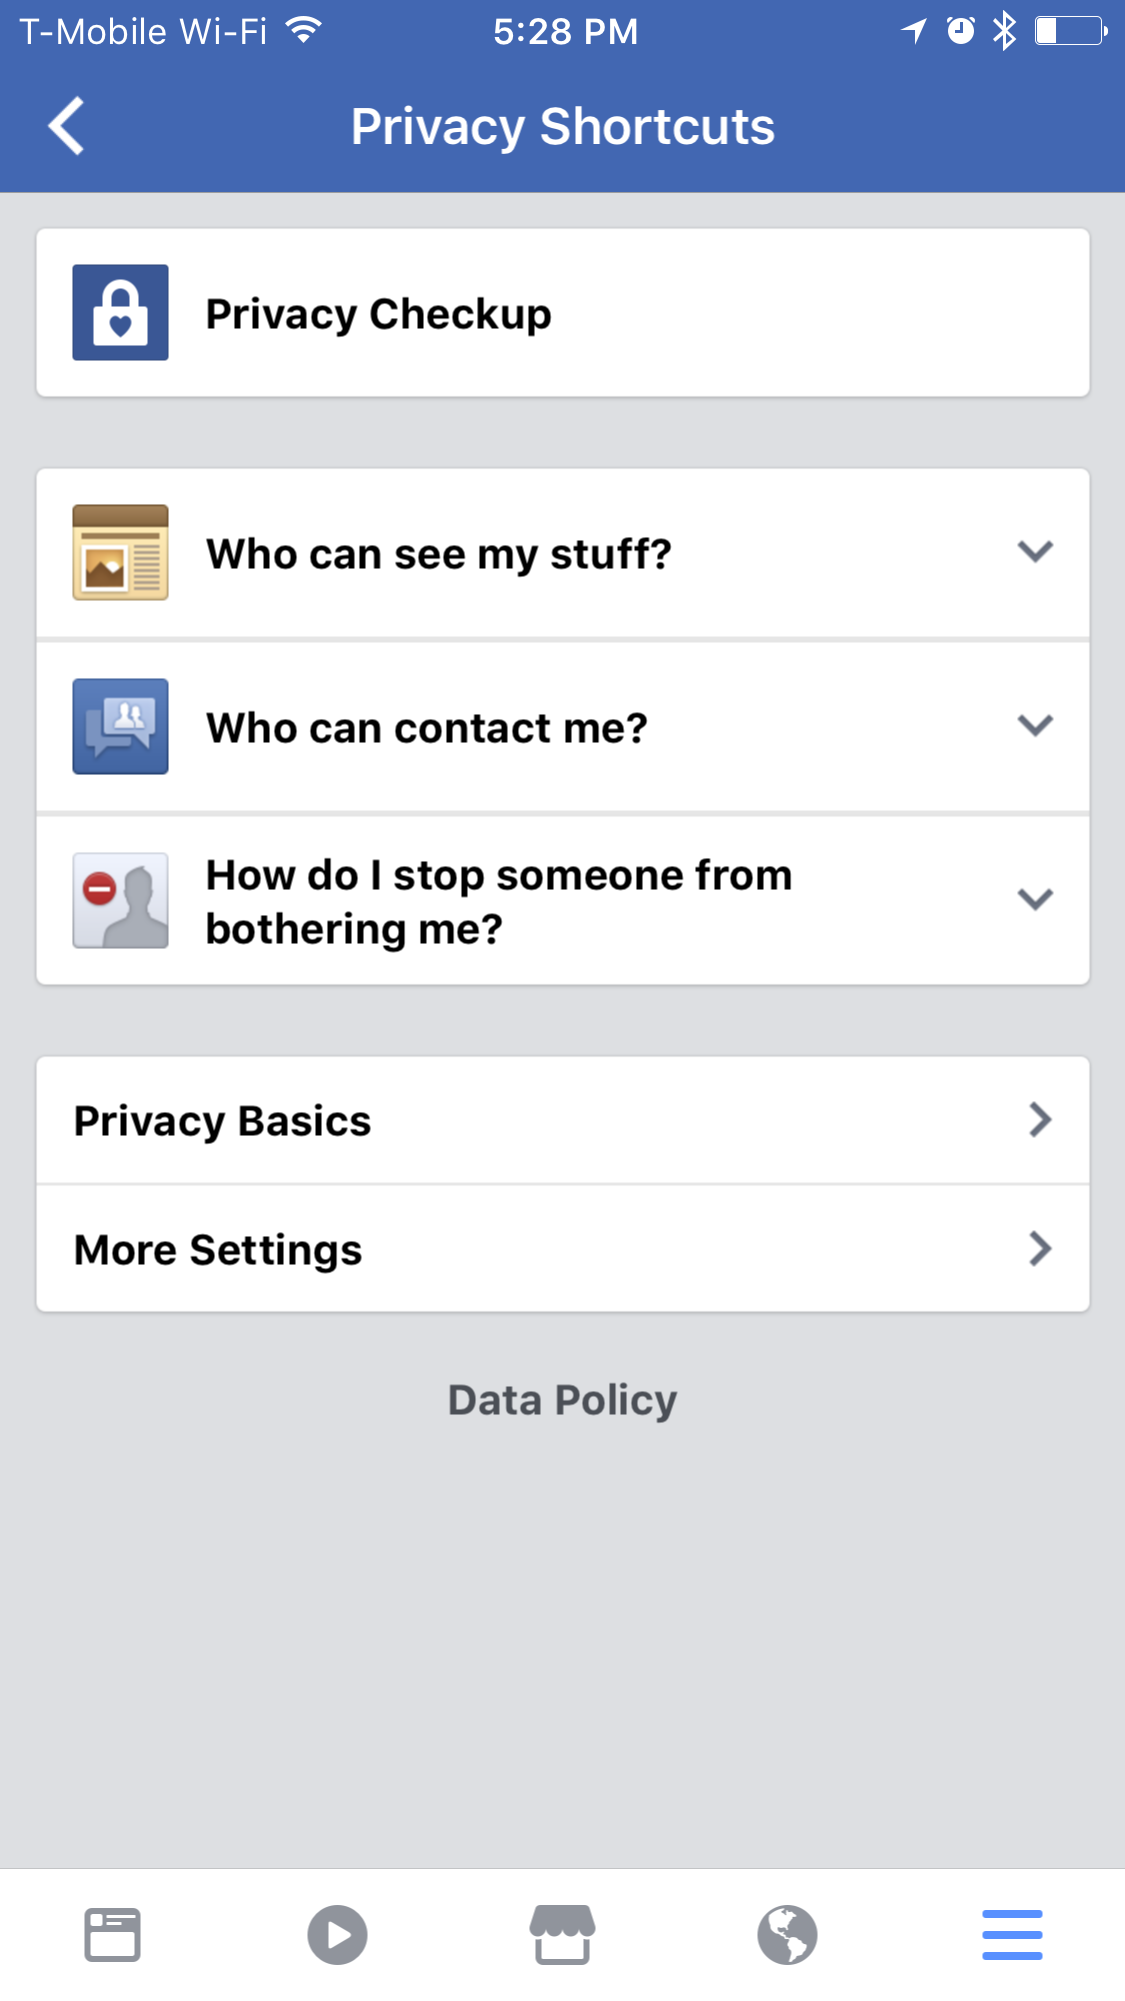 T-Mobile Wi-Fi
5:28 PM
Privacy Shortcuts
Privacy Checkup
Who can see my stuff?
Who can contact me?
How do I stop someone from
bothering me?
Privacy Basics
More Settings
Data Policy